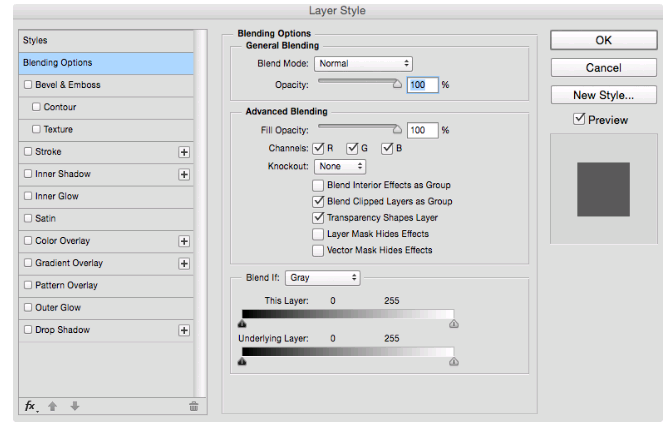 Layer Style
Styles
Blending Options
Bevel & Emboss
Contour
Texture
Stroke
Inner Shadow
Inner Glow
Satin
Color Overlay
Gradient Overlay
Pattern Overlay
Outer Glow
Drop Shadow
fx
Blending Options
General Blending
Blend Mode: Normal
Opacity: 100 %
Advanced Blending
Fill Opacity: 100 %
Channels: R G B
Knockout: None
Blend Interior Effects as Group
Blend Clipped Layers as Group
Transparency Shapes Layer
Layer Mask Hides Effects
Vector Mask Hides Effects
Blend If: Gray
This Layer: 0 255
Underlying Layer: 0 255
OK
Cancel
New Style...
Preview